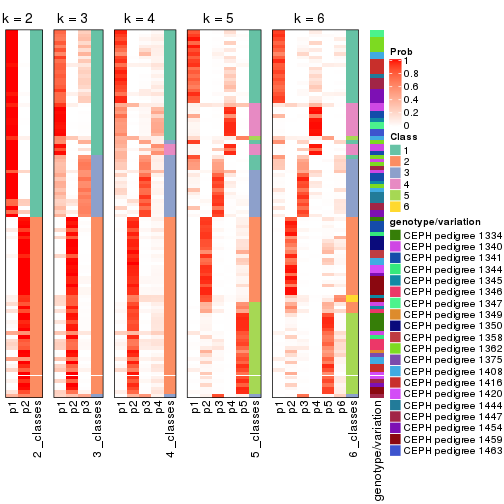 k = 2
k = 3
k = 4
k = 5
k = 6
Prob
1
0.8
0.6
0.4
0.2
0
Class
1
2
3
4
5
6
genotype/variation
CEPH pedigree 1334
CEPH pedigree 1340
CEPH pedigree 1341
CEPH pedigree 1344
CEPH pedigree 1345
CEPH pedigree 1346
CEPH pedigree 1347
CEPH pedigree 1349
CEPH pedigree 1350
CEPH pedigree 1358
CEPH pedigree 1362
CEPH pedigree 1375
CEPH pedigree 1408
CEPH pedigree 1416
CEPH pedigree 1420
CEPH pedigree 1444
CEPH pedigree 1447
CEPH pedigree 1454
CEPH pedigree 1459
CEPH pedigree 1463
p1
p2
2_classes
p1
p2
p3
3_classes
p1
p2
p3
p4
4_classes
p1
p2
p3
p4
p5
5_classes
p1
p2
p3
p4
p5
p6
6_classes
genotype/variation